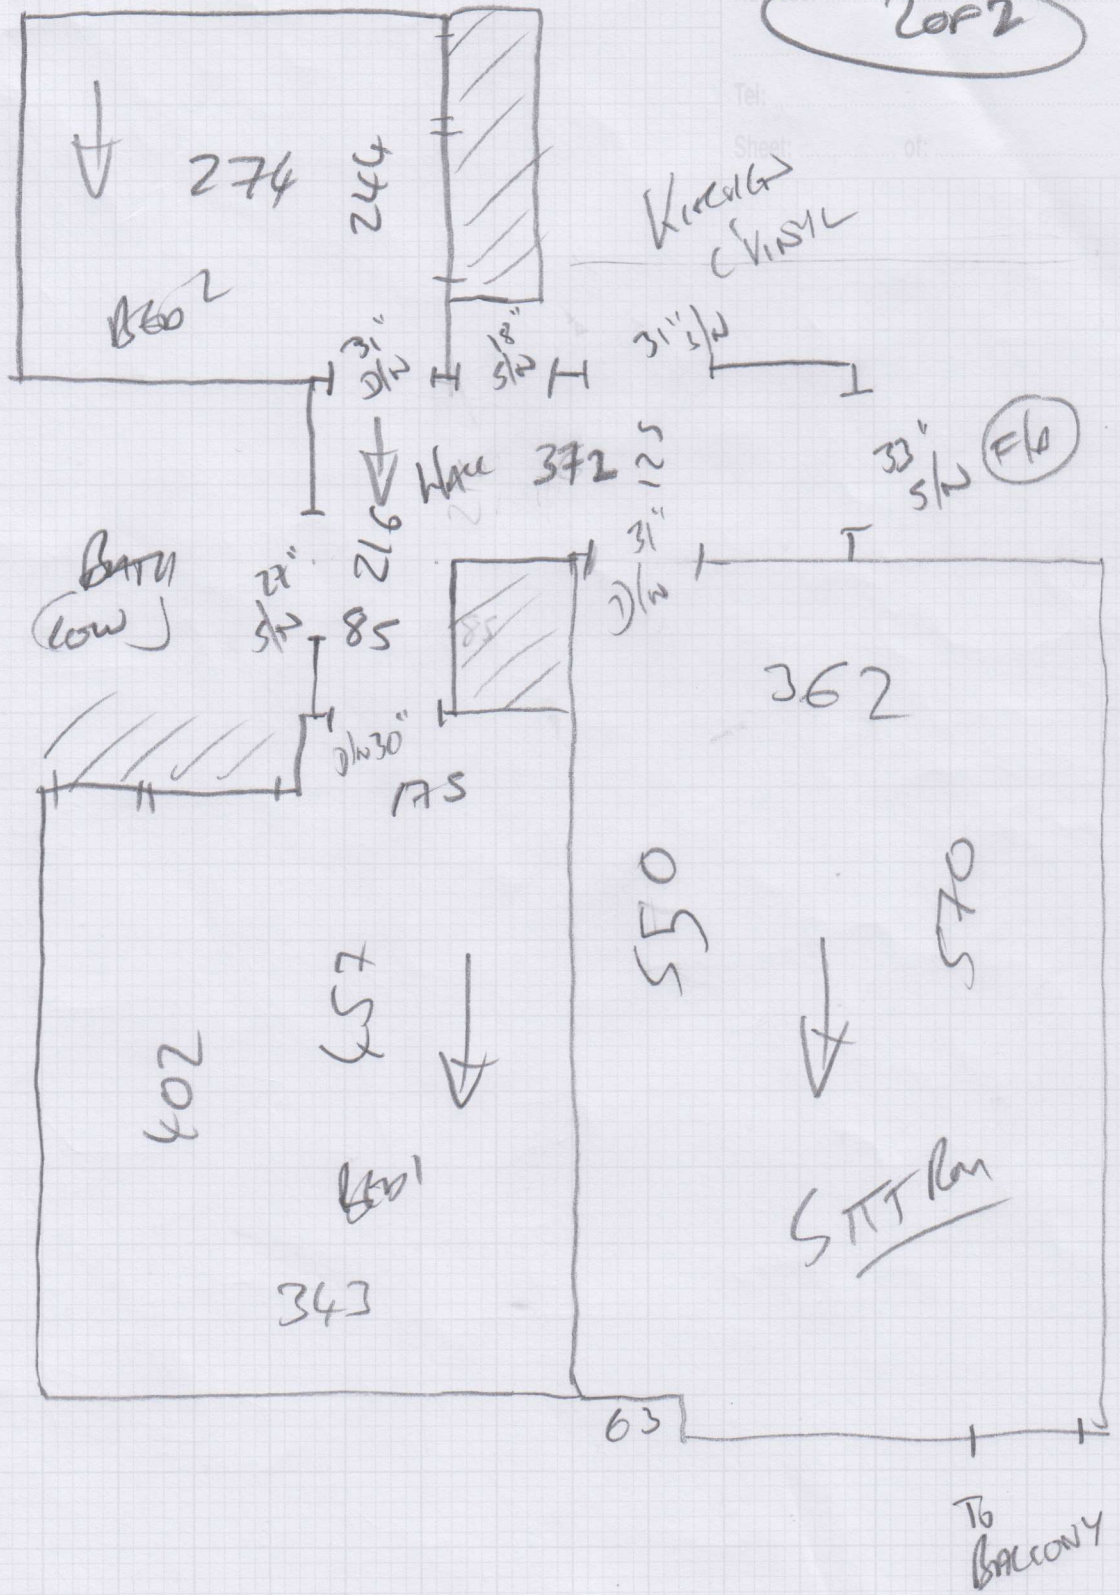 2 OF 2
Tel:
Sheet: of:
274
244
BED 2
KITCHEN
(VINYL
31"
D/W
18"
S/N
31" S/N
HALL
372
125
33"
S/N
F/D
216
BATH
(LOW)
27"
S/N
85
85
31"
D/W
D/W 30"
175
362
550
570
457
402
BED 1
343
SITT RM
63
TO
BALCONY